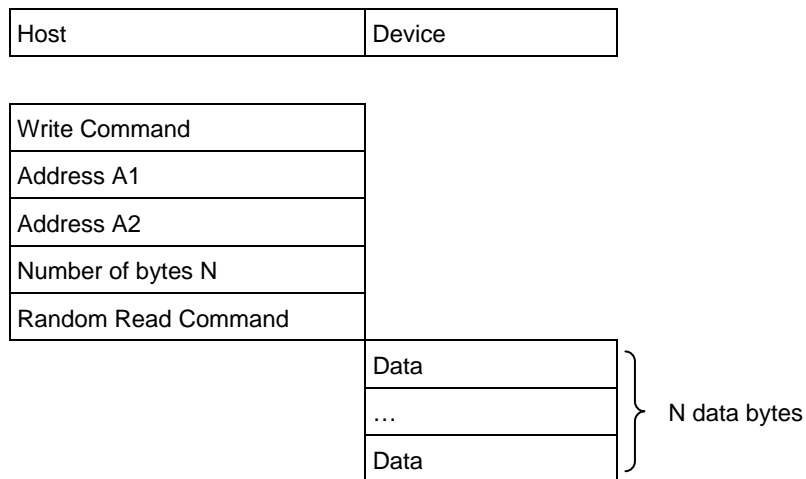 Host Device
Write Command
Address A1
Address A2
Number of bytes N
Random Read Command
Data
…
N data bytes
Data